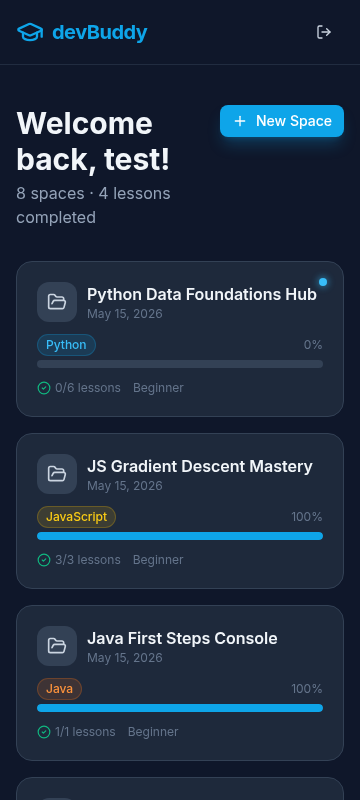 devBuddy
Welcome
back, test!
New Space
8 spaces · 4 lessons
completed
Python Data Foundations Hub
May 15, 2026
Python
0%
0/6 lessons Beginner
JS Gradient Descent Mastery
May 15, 2026
JavaScript
100%
3/3 lessons Beginner
Java First Steps Console
May 15, 2026
Java
100%
1/1 lessons Beginner